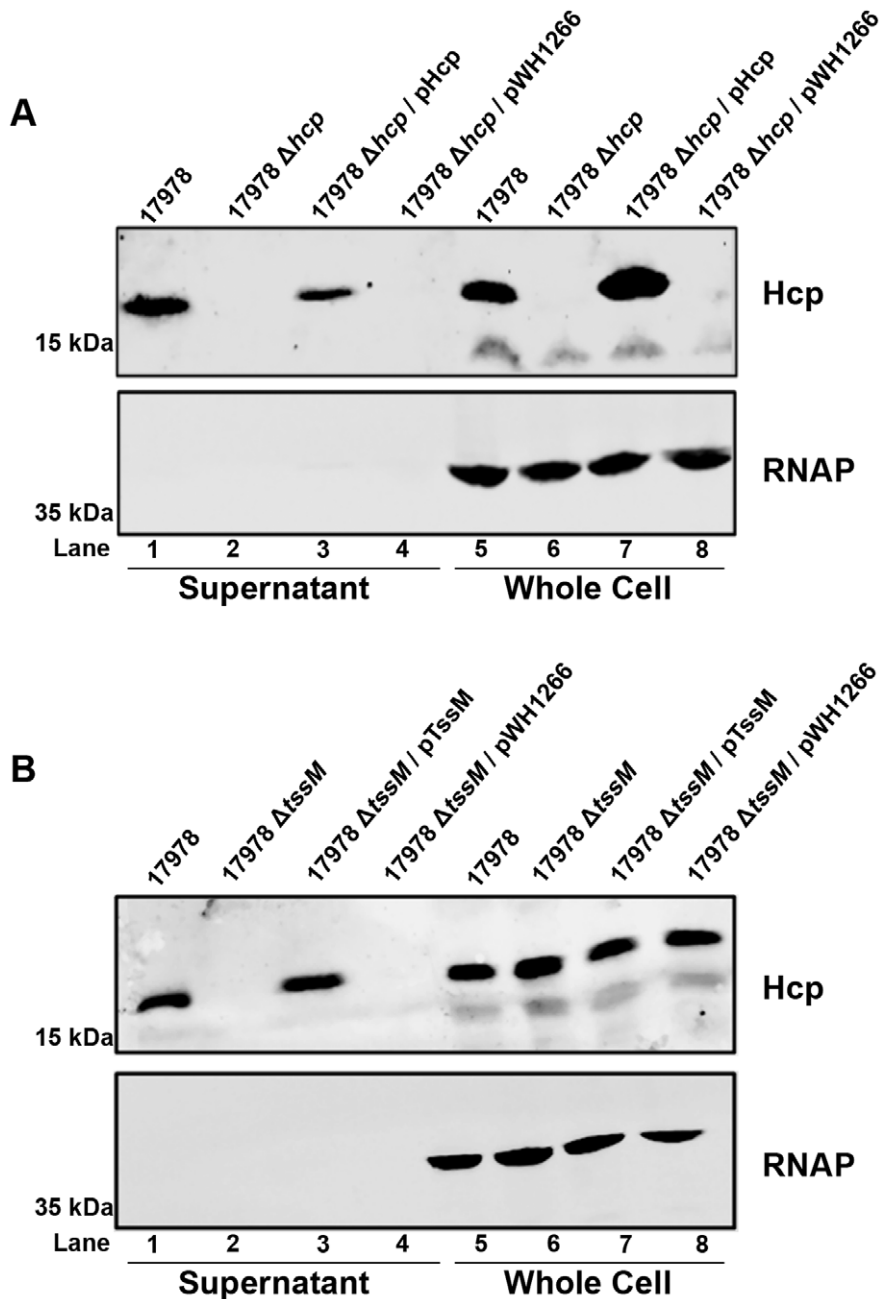 A
17978
17978 Δhcp
17978 Δhcp / pHcp
17978 Δhcp / pWH1266
17978
17978 Δhcp
17978 Δhcp / pHcp
17978 Δhcp / pWH1266
Hcp
15 kDa
RNAP
35 kDa
Lane 1 2 3 4 5 6 7 8
Supernatant Whole Cell
B
17978
17978 ΔtssM
17978 ΔtssM / pTssM
17978 ΔtssM / pWH1266
17978
17978 ΔtssM
17978 ΔtssM / pTssM
17978 ΔtssM / pWH1266
Hcp
15 kDa
RNAP
35 kDa
Lane 1 2 3 4 5 6 7 8
Supernatant Whole Cell